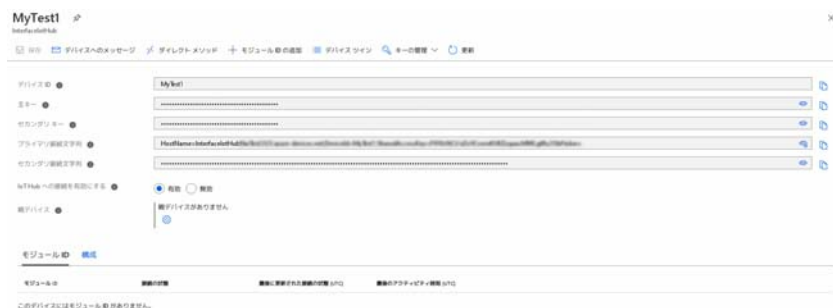 MyTest1
InterfaceIotHub
保存 デバイスへのメッセージ ダイレクト メソッド モジュール ID の追加 デバイス ツイン キーの管理 更新
デバイス ID
MyTest1
主キー
セカンダリ キー
プライマリ接続文字列
HostName=InterfaceIotHub
セカンダリ接続文字列
IoT Hub への接続を有効にする
有効 無効
親デバイス
親デバイスがありません
モジュール ID 構成
モジュール ID 接続の状態 最後に更新された接続の状態 (UTC) 最後のアクティビティ時間 (UTC)
このデバイスにはモジュール ID がありません。